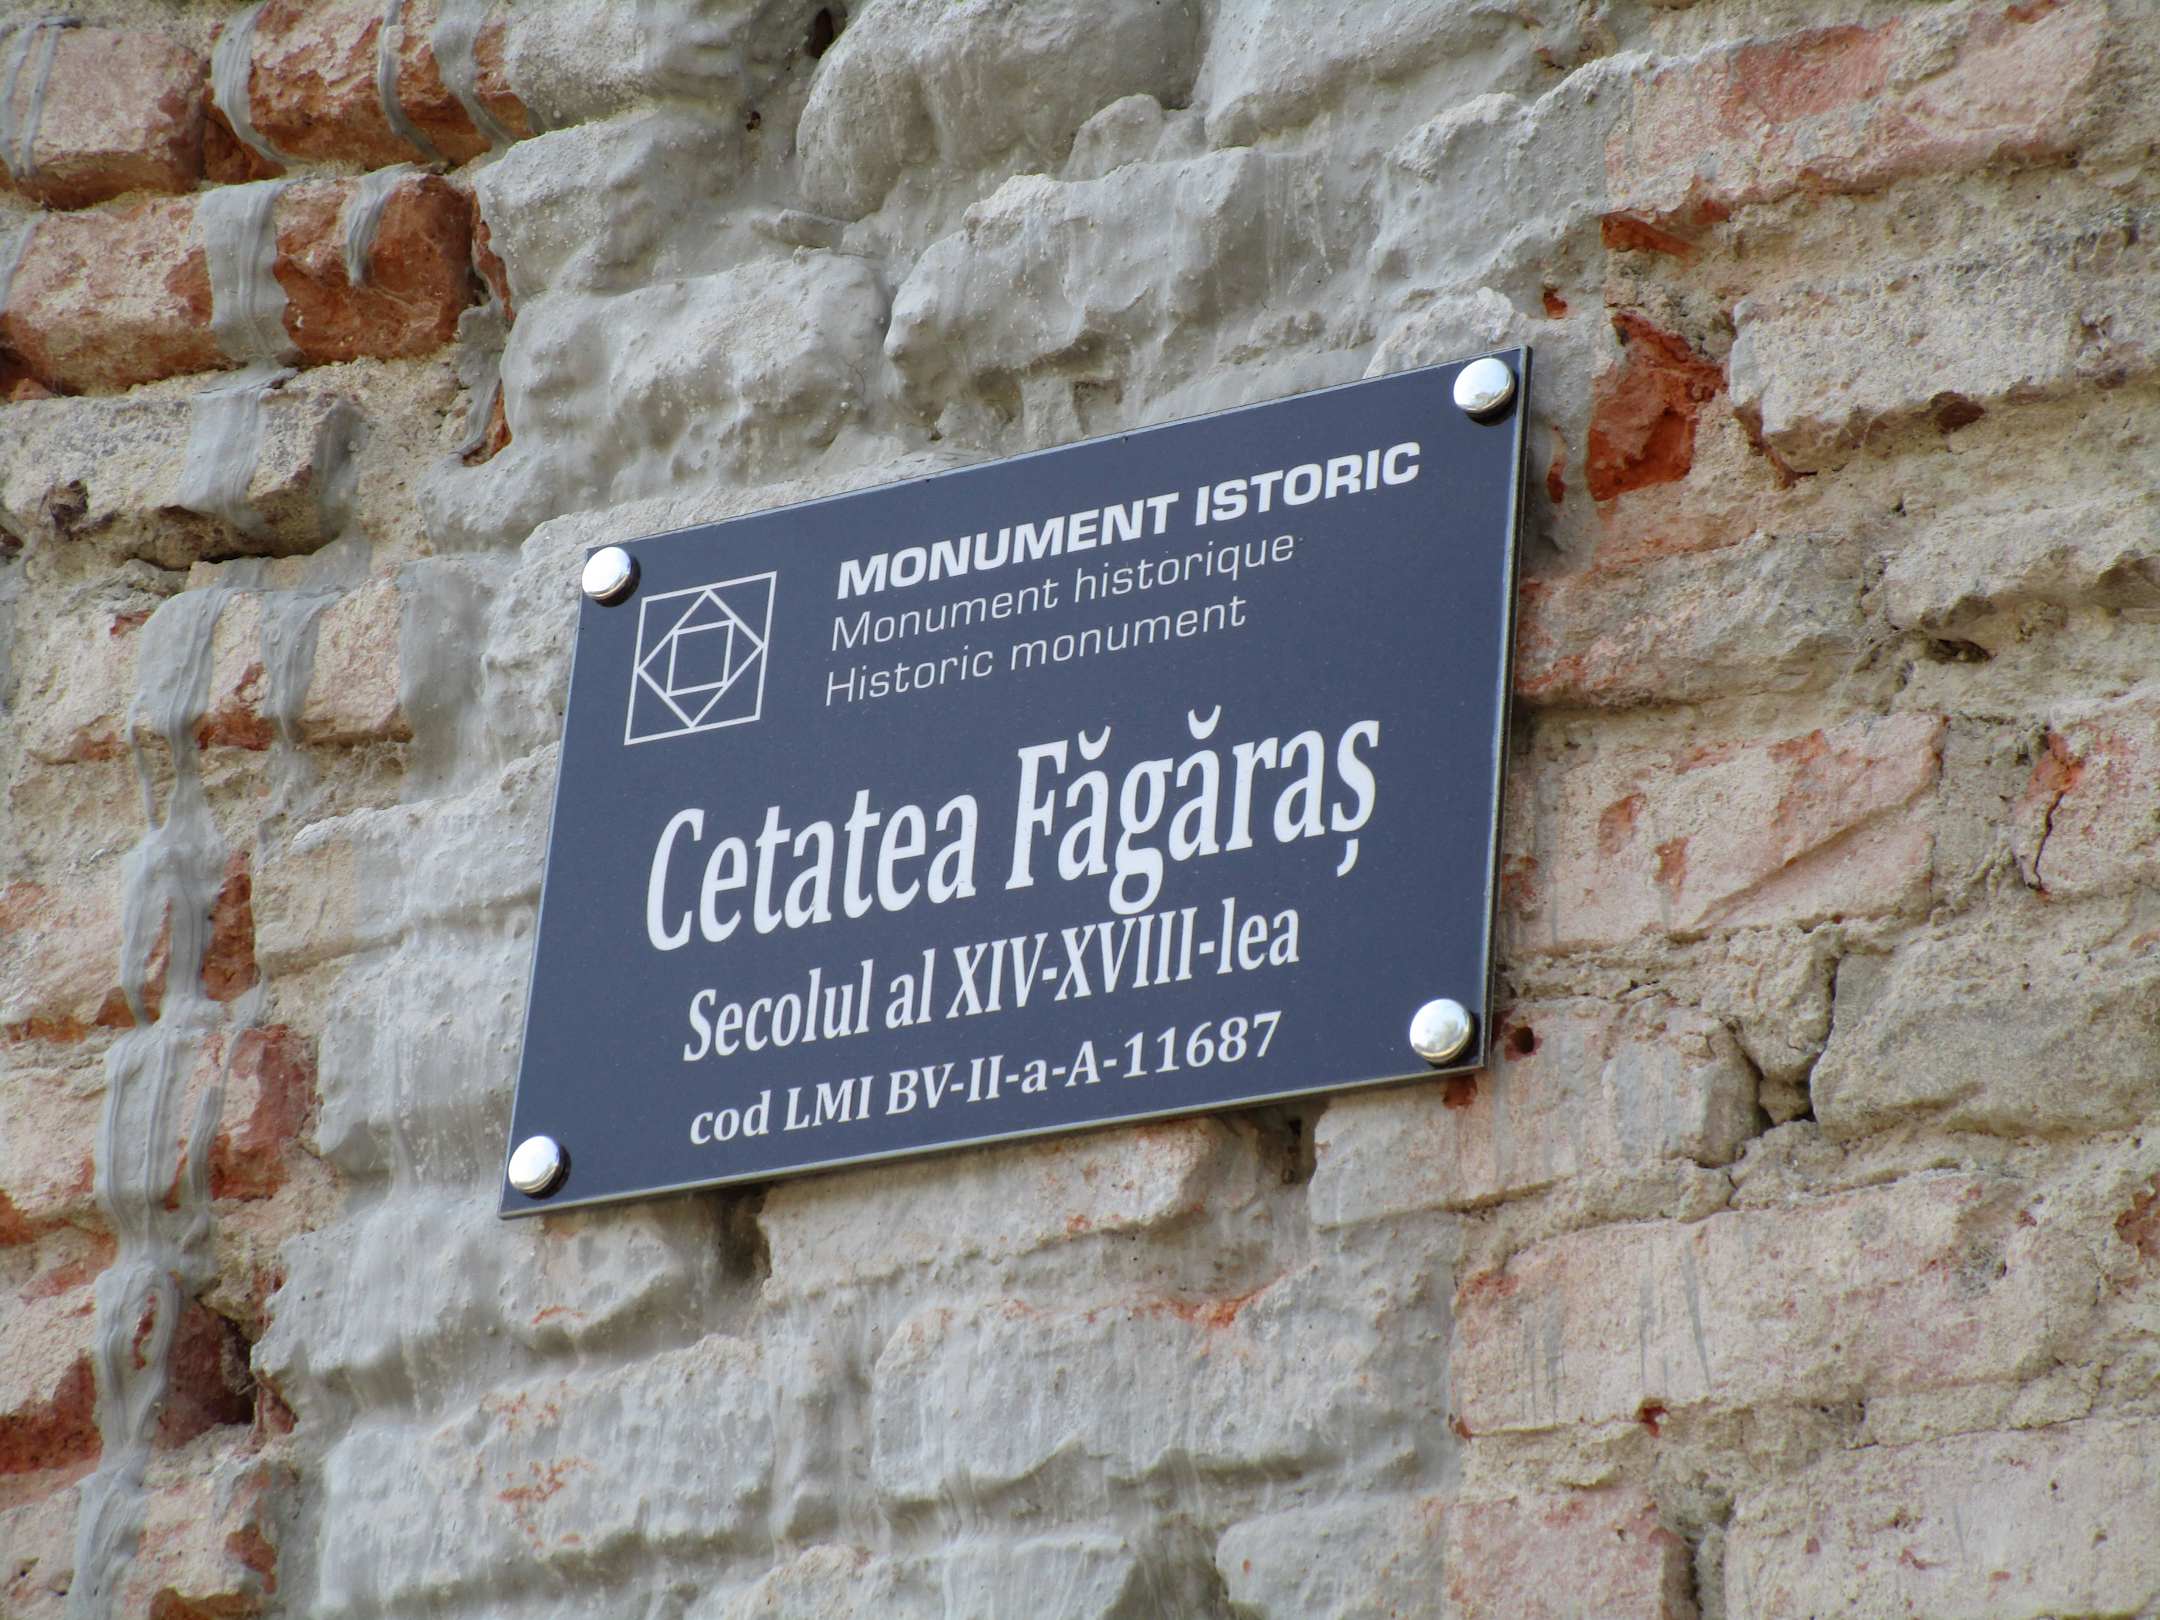 MONUMENT ISTORIC
Monument historique
Historic monument
Cetatea Făgăraș
Secolul al XIV-XVIII-lea
cod LMI BV-II-a-A-11687